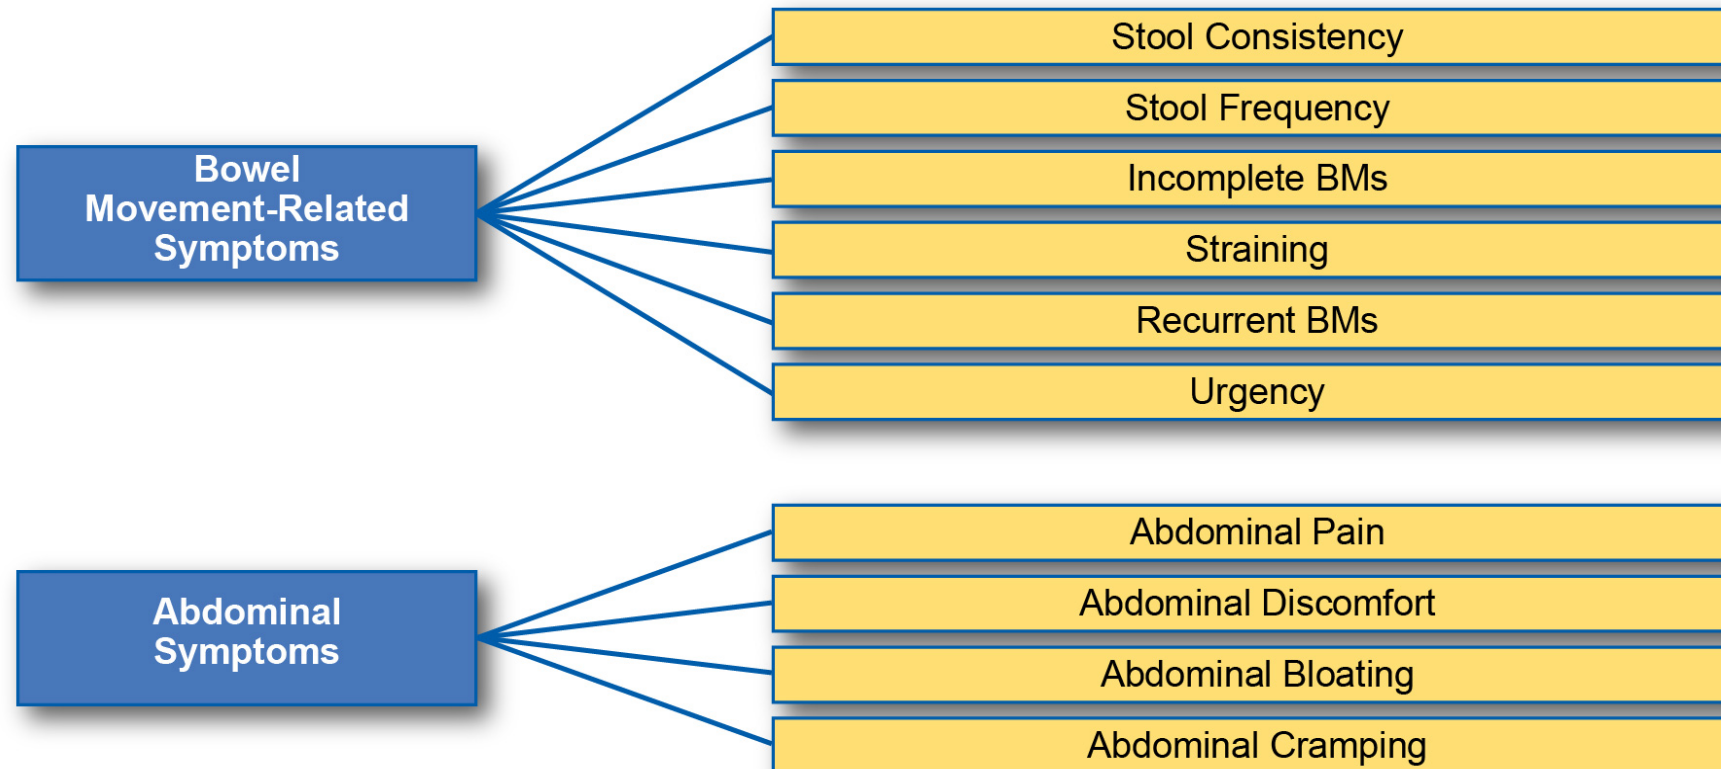 Bowel
Movement-Related
Symptoms
Stool Consistency
Stool Frequency
Incomplete BMs
Straining
Recurrent BMs
Urgency
Abdominal
Symptoms
Abdominal Pain
Abdominal Discomfort
Abdominal Bloating
Abdominal Cramping